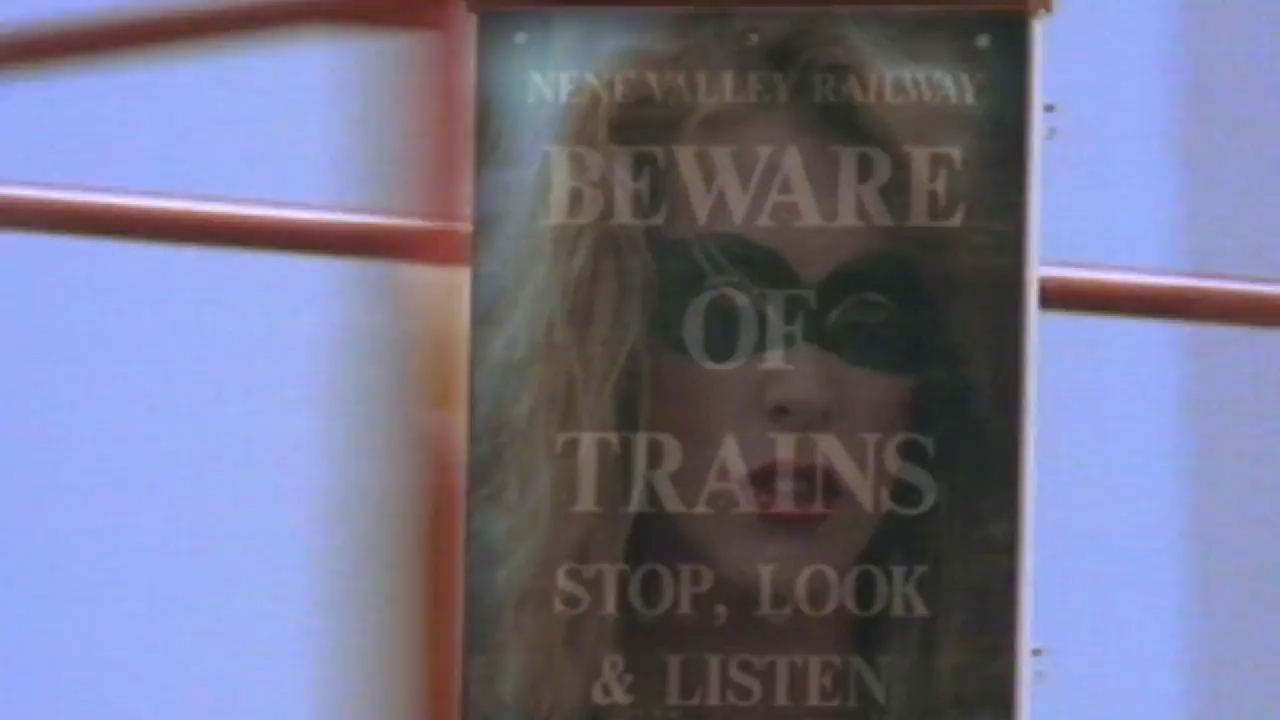 NENE VALLEY RAILWAY
BEWARE
OF
TRAINS
STOP, LOOK
& LISTEN